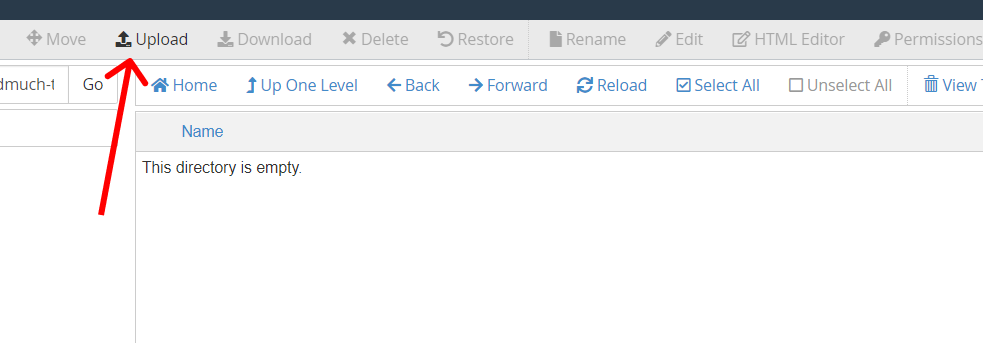 Move Upload Download Delete Restore Rename Edit HTML Editor Permissions
Go Home Up One Level Back Forward Reload Select All Unselect All View
Name
This directory is empty.